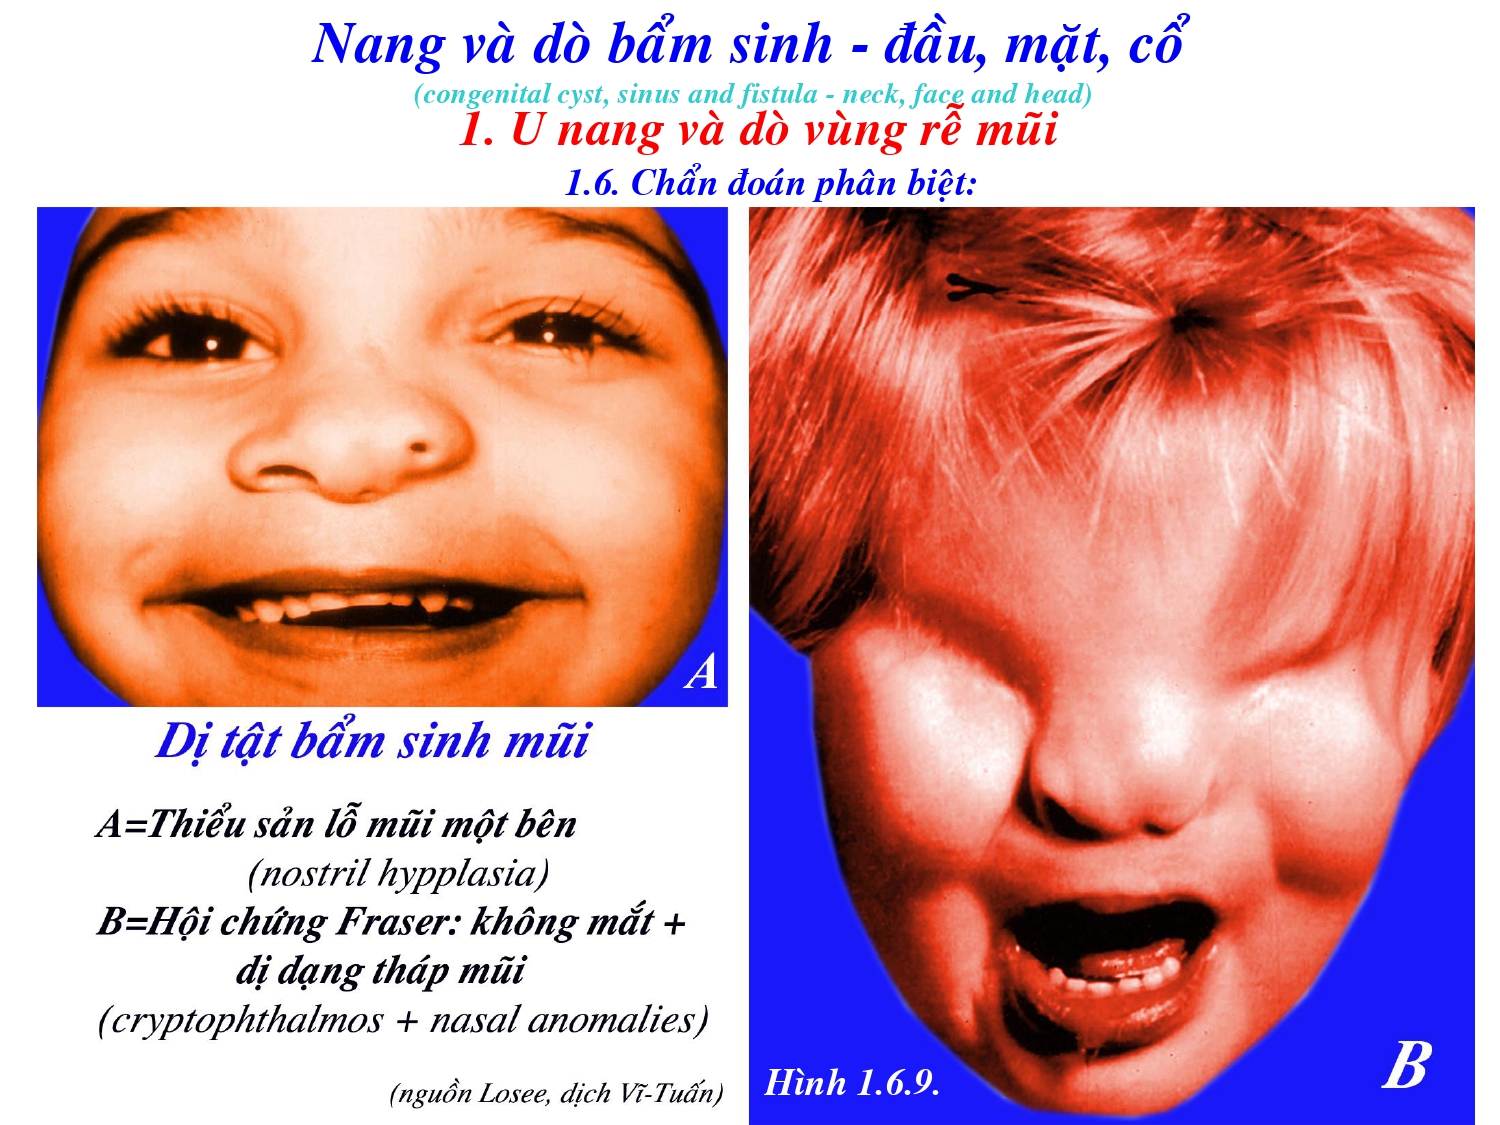 Nang và dò bẩm sinh - đầu, mặt, cổ
(congenital cyst, sinus and fistula - neck, face and head)
1. U nang và dò vùng rễ mũi
1.6. Chẩn đoán phân biệt:
A
Dị tật bẩm sinh mũi
A=Thiểu sản lỗ mũi một bên
(nostril hypplasia)
B=Hội chứng Fraser: không mắt +
dị dạng tháp mũi
(cryptophthalmos + nasal anomalies)
(nguồn Losee, dịch Vĩ-Tuấn)
Hình 1.6.9.
B